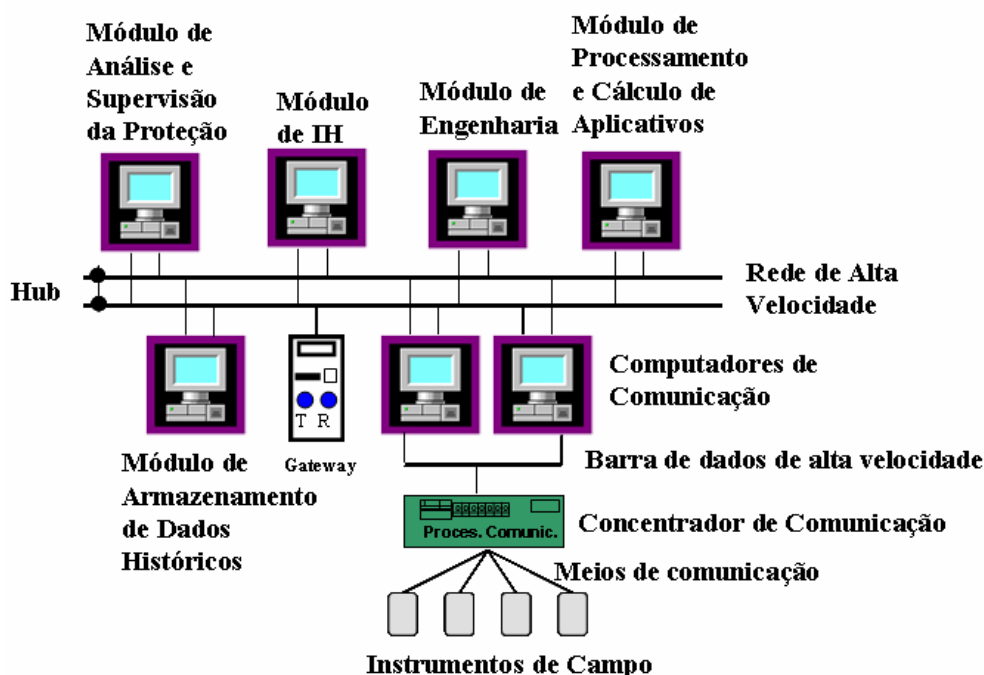 Módulo de
Análise e
Supervisão
da Proteção
Módulo
de IH
Módulo de
Engenharia
Módulo de
Processamento
e Cálculo de
Aplicativos
Hub
Rede de Alta
Velocidade
T R
Gateway
Computadores de
Comunicação
Módulo de
Armazenamento
de Dados
Históricos
Barra de dados de alta velocidade
Proces. Comunic.
Concentrador de Comunicação
Meios de comunicação
Instrumentos de Campo